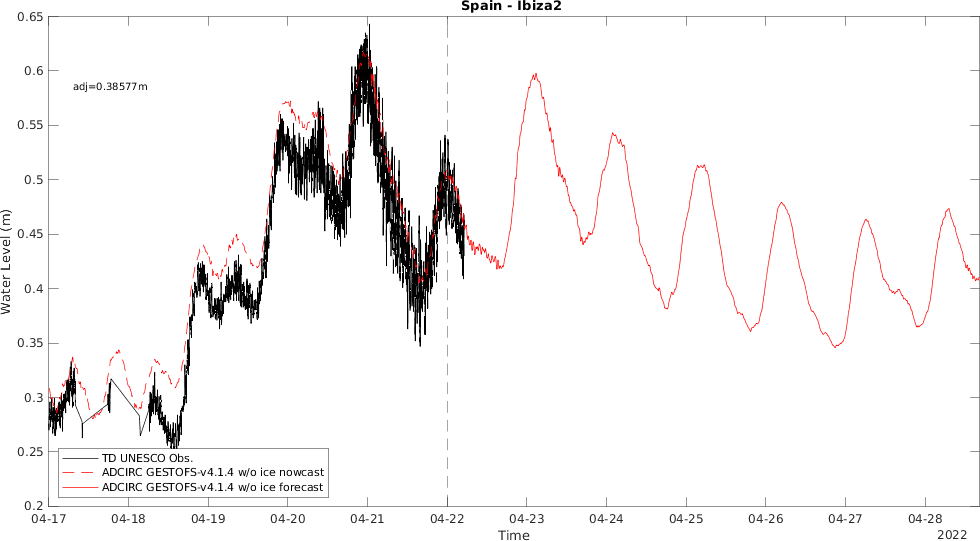 Spain - Ibiza2
0.65
0.6
0.55
0.5
0.45
0.4
0.35
0.3
0.25
0.2
Water Level (m)
adj=0.38577m
TD UNESCO Obs.
ADCIRC GESTOFS-v4.1.4 w/o ice nowcast
ADCIRC GESTOFS-v4.1.4 w/o ice forecast
04-17 04-18 04-19 04-20 04-21 04-22 04-23 04-24 04-25 04-26 04-27 04-28
Time
2022